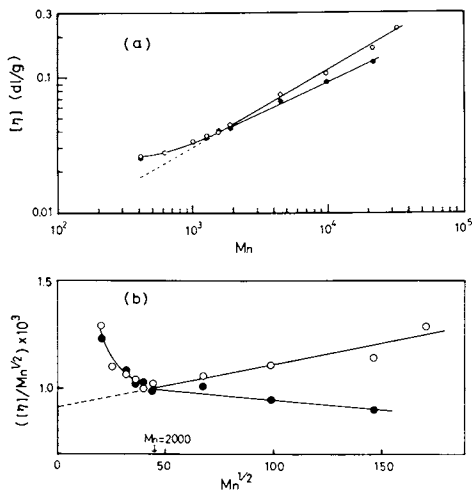 (a)
0.3
0.1
0.01
[η] (dl/g)
10² 10³ 10⁴ 10⁵
Mn
(b)
1.5
1.0
0
([η]/Mn^1/2) × 10³
Mn=2000
0 50 100 150
Mn^1/2